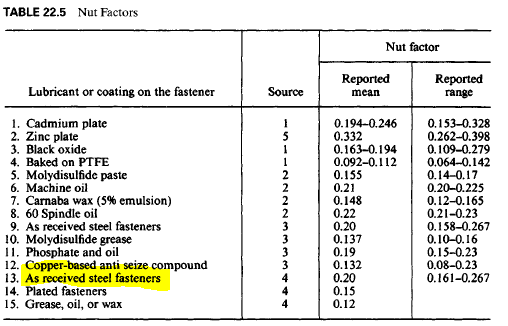 TABLE 22.5 Nut Factors
Nut factor
Lubricant or coating on the fastener Source Reported mean Reported range
1. Cadmium plate 1 0.194–0.246 0.153–0.328
2. Zinc plate 5 0.332 0.262–0.398
3. Black oxide 1 0.163–0.194 0.109–0.279
4. Baked on PTFE 1 0.092–0.112 0.064–0.142
5. Molydisulfide paste 2 0.155 0.14–0.17
6. Machine oil 2 0.21 0.20–0.225
7. Carnaba wax (5% emulsion) 2 0.148 0.12–0.165
8. 60 Spindle oil 2 0.22 0.21–0.23
9. As received steel fasteners 3 0.20 0.158–0.267
10. Molydisulfide grease 3 0.137 0.10–0.16
11. Phosphate and oil 3 0.19 0.15–0.23
12. Copper-based anti seize compound 3 0.132 0.08–0.23
13. As received steel fasteners 4 0.20 0.161–0.267
14. Plated fasteners 4 0.15
15. Grease, oil, or wax 4 0.12